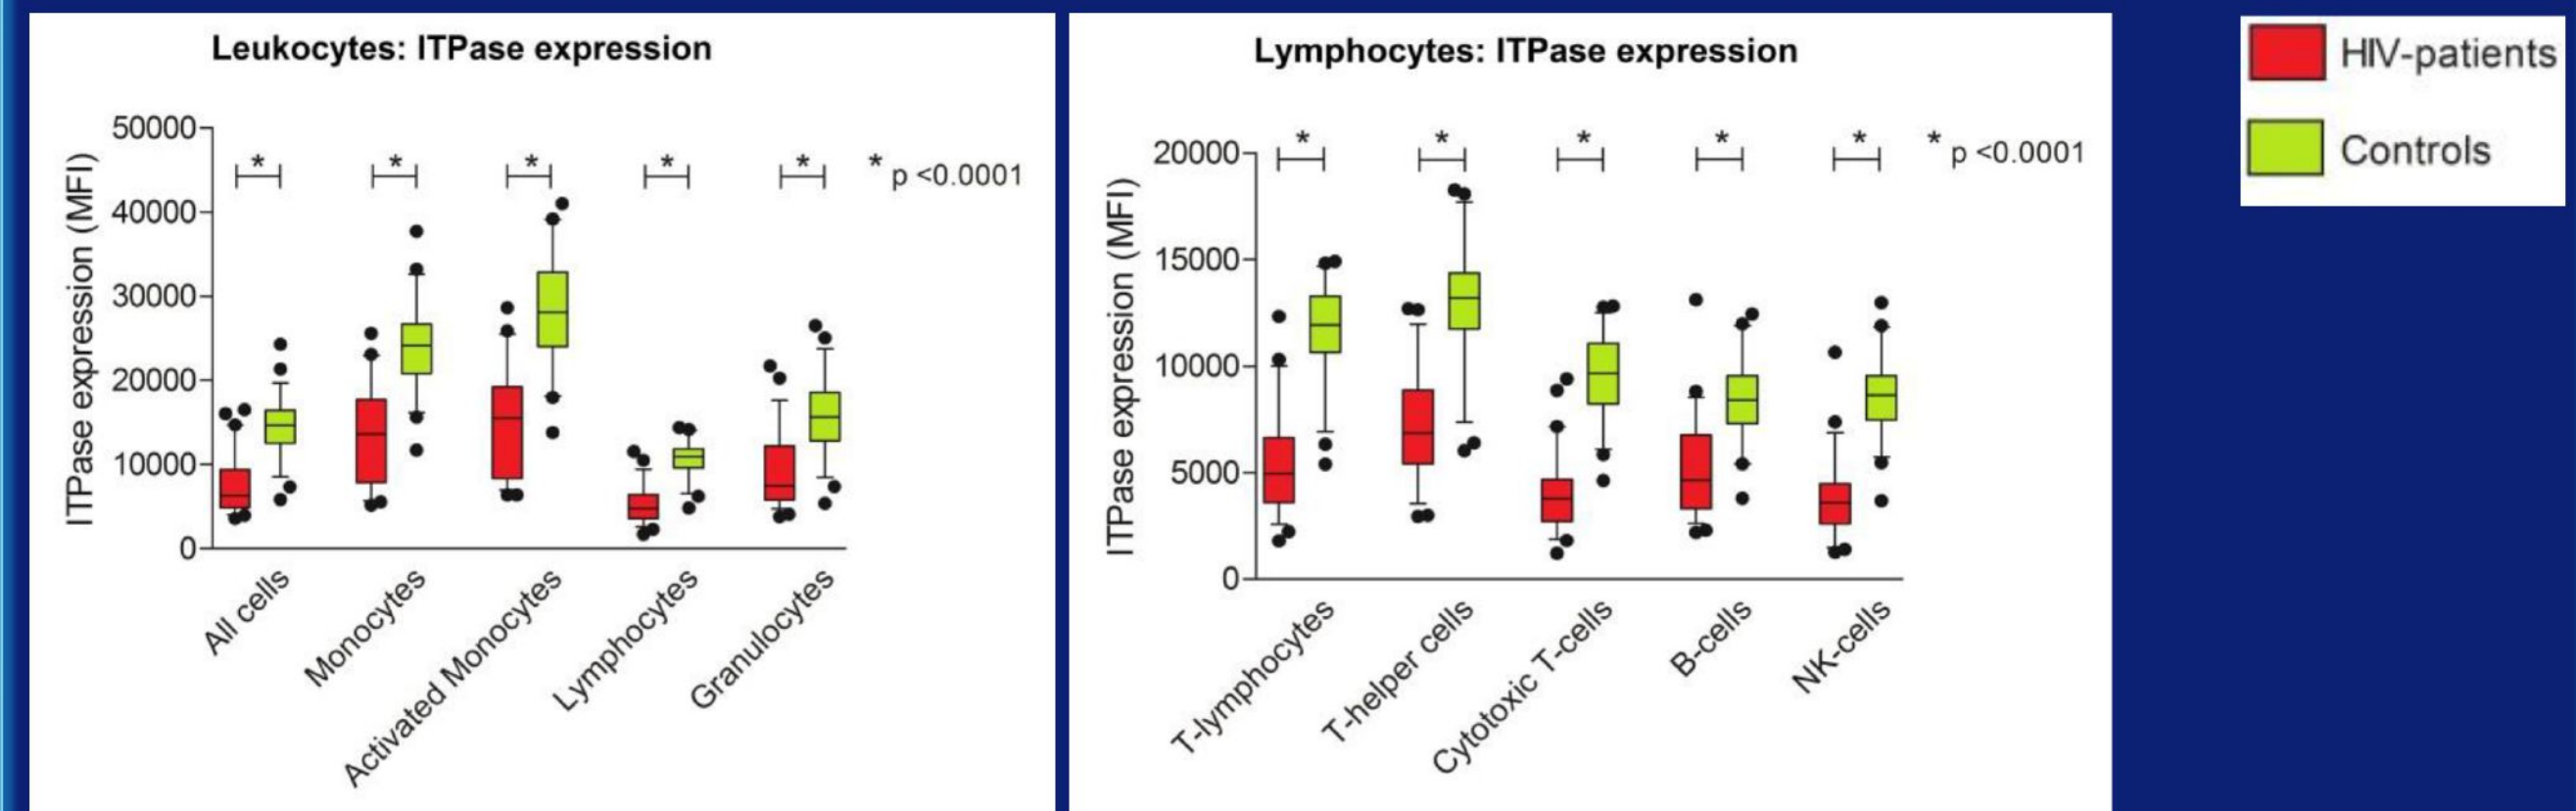 Leukocytes: ITPase expression
ITPase expression (MFI)
50000
40000
30000
20000
10000
0
*
*
*
*
*
* p <0.0001
All cells
Monocytes
Activated Monocytes
Lymphocytes
Granulocytes
Lymphocytes: ITPase expression
ITPase expression (MFI)
20000
15000
10000
5000
0
*
*
*
*
*
* p <0.0001
T-lymphocytes
T-helper cells
Cytotoxic T-cells
B-cells
NK-cells
HIV-patients
Controls